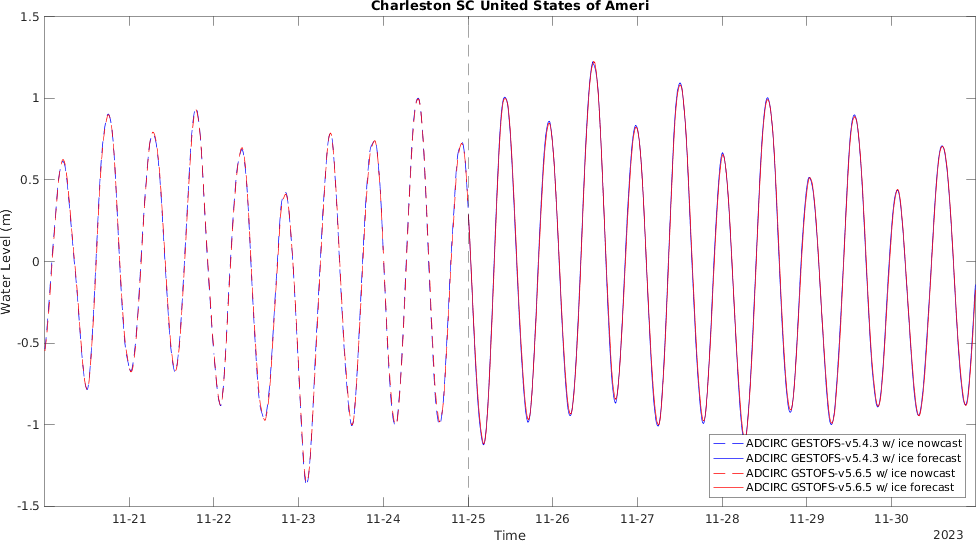 Charleston SC United States of Ameri
1.5
1
0.5
0
-0.5
-1
-1.5
Water Level (m)
11-21 11-22 11-23 11-24 11-25 11-26 11-27 11-28 11-29 11-30
Time
2023
ADCIRC GESTOFS-v5.4.3 w/ ice nowcast
ADCIRC GESTOFS-v5.4.3 w/ ice forecast
ADCIRC GSTOFS-v5.6.5 w/ ice nowcast
ADCIRC GSTOFS-v5.6.5 w/ ice forecast